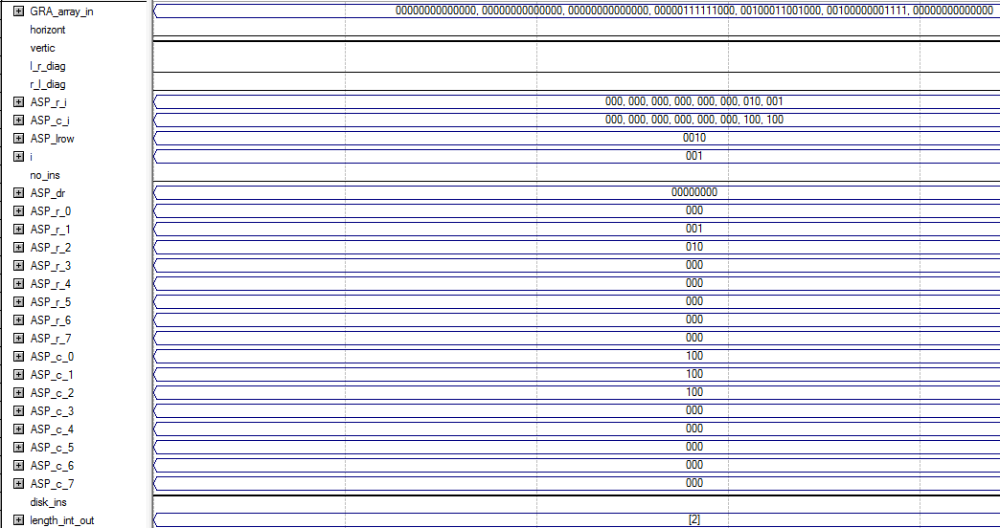 GRA_array_in 00000000000000, 00000000000000, 00000000000000, 00000111111000, 00100011001000, 00100000001111, 00000000000000
horizont
vertic
l_r_diag
r_l_diag
ASP_r_i 000, 000, 000, 000, 000, 000, 010, 001
ASP_c_i 000, 000, 000, 000, 000, 000, 100, 100
ASP_lrow 0010
i 001
no_ins
ASP_dr 00000000
ASP_r_0 000
ASP_r_1 001
ASP_r_2 010
ASP_r_3 000
ASP_r_4 000
ASP_r_5 000
ASP_r_6 000
ASP_r_7 000
ASP_c_0 100
ASP_c_1 100
ASP_c_2 100
ASP_c_3 000
ASP_c_4 000
ASP_c_5 000
ASP_c_6 000
ASP_c_7 000
disk_ins
length_int_out [2]